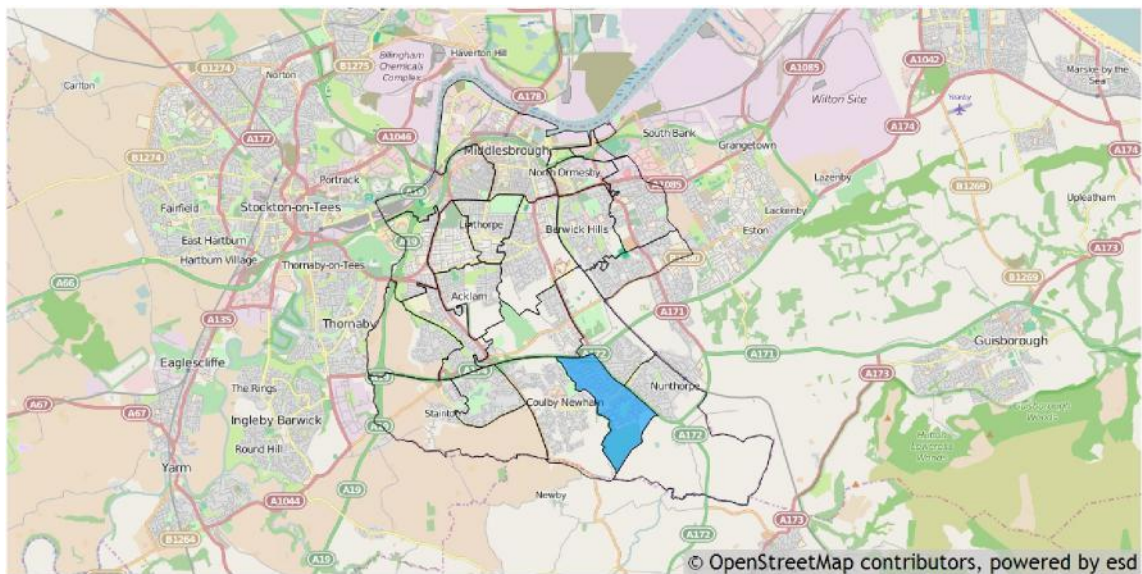 Haverton Hill
Billingham
Chemicals
Complex
A1042
Carlton
B1274
Norton
B1275
A1085
Marske-by the
Sea
A178
Wilton Site
A177
A1046
South Bank
A174
Grangetown
Middlesbrough
B1274
North Ormesby
A174
Portrack
A1085
Lazenby
B1269
Fairfield
Stockton-on-Tees
Lackenby
Upleatham
East Hartburn
Linthorpe
Berwick Hills
Eston
A19
Hartburn Village
Thornaby-on-Tees
A173
A66
B1269
Acklam
A171
A135
Thornaby
Guisborough
Eaglescliffe
A171
The Rings
Nunthorpe
A173
A67
A67
Coulby Newham
Stainton
Ingleby Barwick
A172
Round Hill
Yarm
A1044
A19
Newby
A173
B1264
A19
A172
© OpenStreetMap contributors, powered by esd